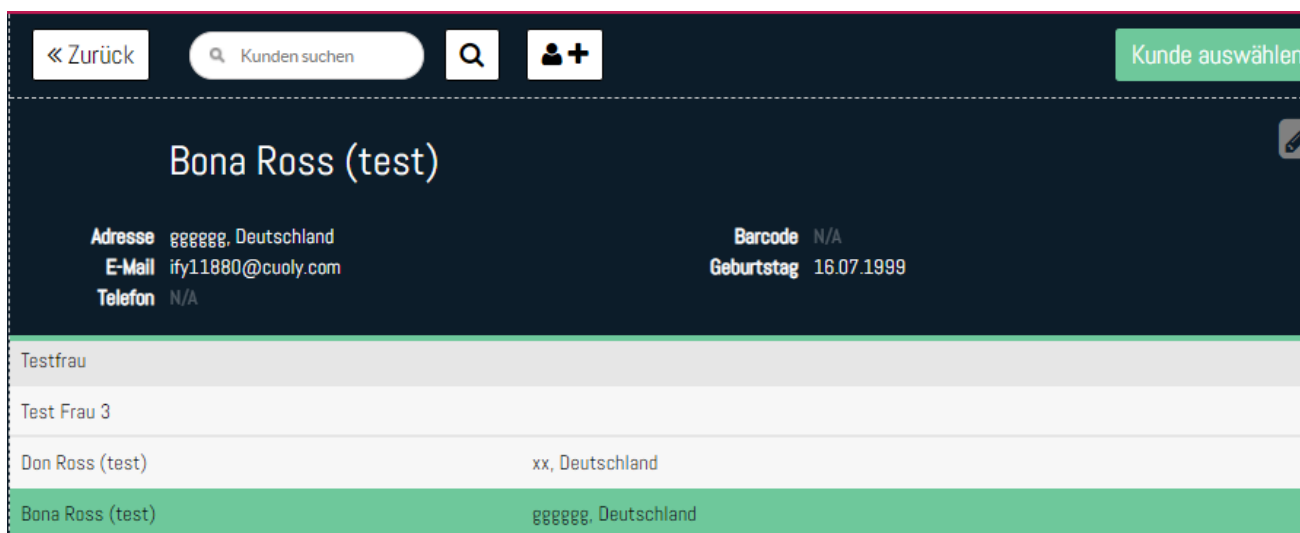 « Zurück
Kunden suchen
Kunde auswählen
Bona Ross (test)
Adresse gggggg, Deutschland
Barcode N/A
E-Mail ify11880@cuoly.com
Geburtstag 16.07.1999
Telefon N/A
Testfrau
Test Frau 3
Don Ross (test) xx, Deutschland
Bona Ross (test) gggggg, Deutschland